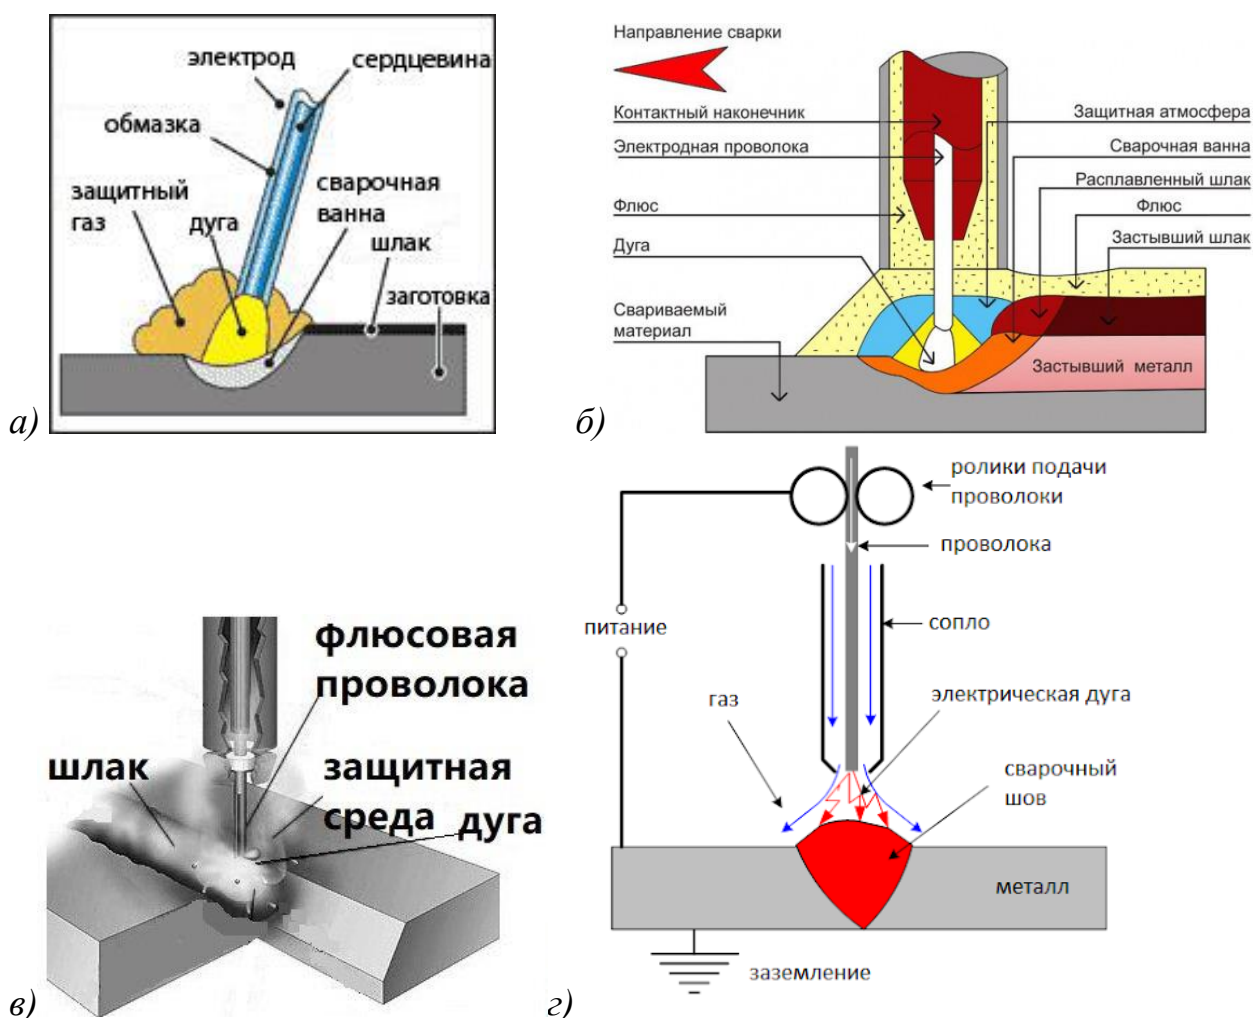 электрод
сердцевина
обмазка
защитный
газ
дуга
сварочная
ванна
шлак
заготовка
а)
Направление сварки
Контактный наконечник
Электродная проволока
Флюс
Дуга
Свариваемый
материал
Защитная атмосфера
Сварочная ванна
Расплавленный шлак
Флюс
Застывший шлак
Застывший металл
б)
флюсовая
проволока
шлак
защитная
среда
дуга
в)
ролики подачи
проволоки
проволока
питание
сопло
газ
электрическая дуга
сварочный
шов
металл
заземление
г)